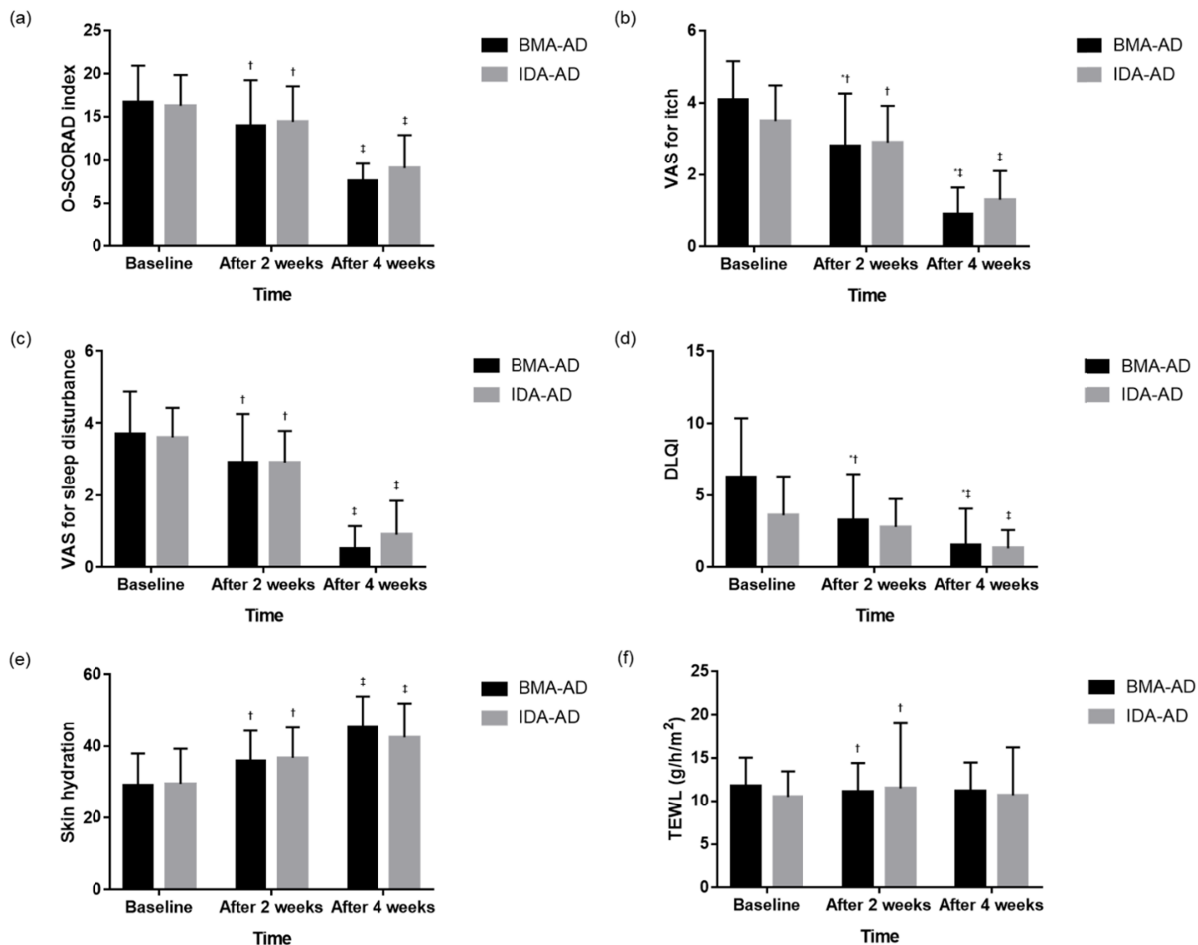 (a)
O-SCORAD index
25
20
15
10
5
0
† †
‡ ‡
Baseline After 2 weeks After 4 weeks
Time
BMA-AD
IDA-AD
(b)
VAS for itch
6
4
2
0
*† †
*‡ ‡
Baseline After 2 weeks After 4 weeks
Time
BMA-AD
IDA-AD
(c)
VAS for sleep disturbance
6
4
2
0
† †
‡ ‡
Baseline After 2 weeks After 4 weeks
Time
BMA-AD
IDA-AD
(d)
DLQI
15
10
5
0
*†
*‡ ‡
Baseline After 2 weeks After 4 weeks
Time
BMA-AD
IDA-AD
(e)
Skin hydration
60
40
20
0
† †
‡ ‡
Baseline After 2 weeks After 4 weeks
Time
BMA-AD
IDA-AD
(f)
TEWL (g/h/m²)
25
20
15
10
5
0
† †
Baseline After 2 weeks After 4 weeks
Time
BMA-AD
IDA-AD